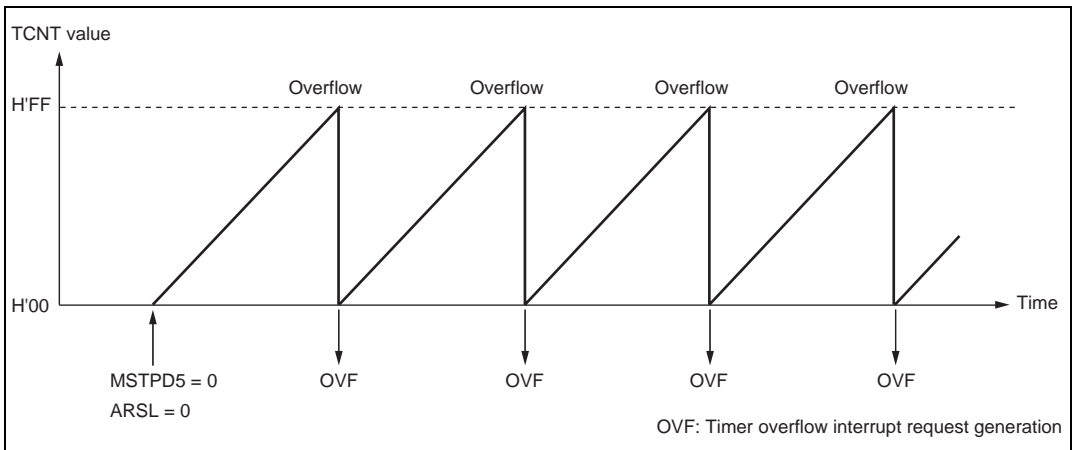 TCNT value
Overflow Overflow Overflow Overflow
H'FF
H'00
Time
MSTPD5 = 0
ARSL = 0
OVF OVF OVF OVF
OVF: Timer overflow interrupt request generation